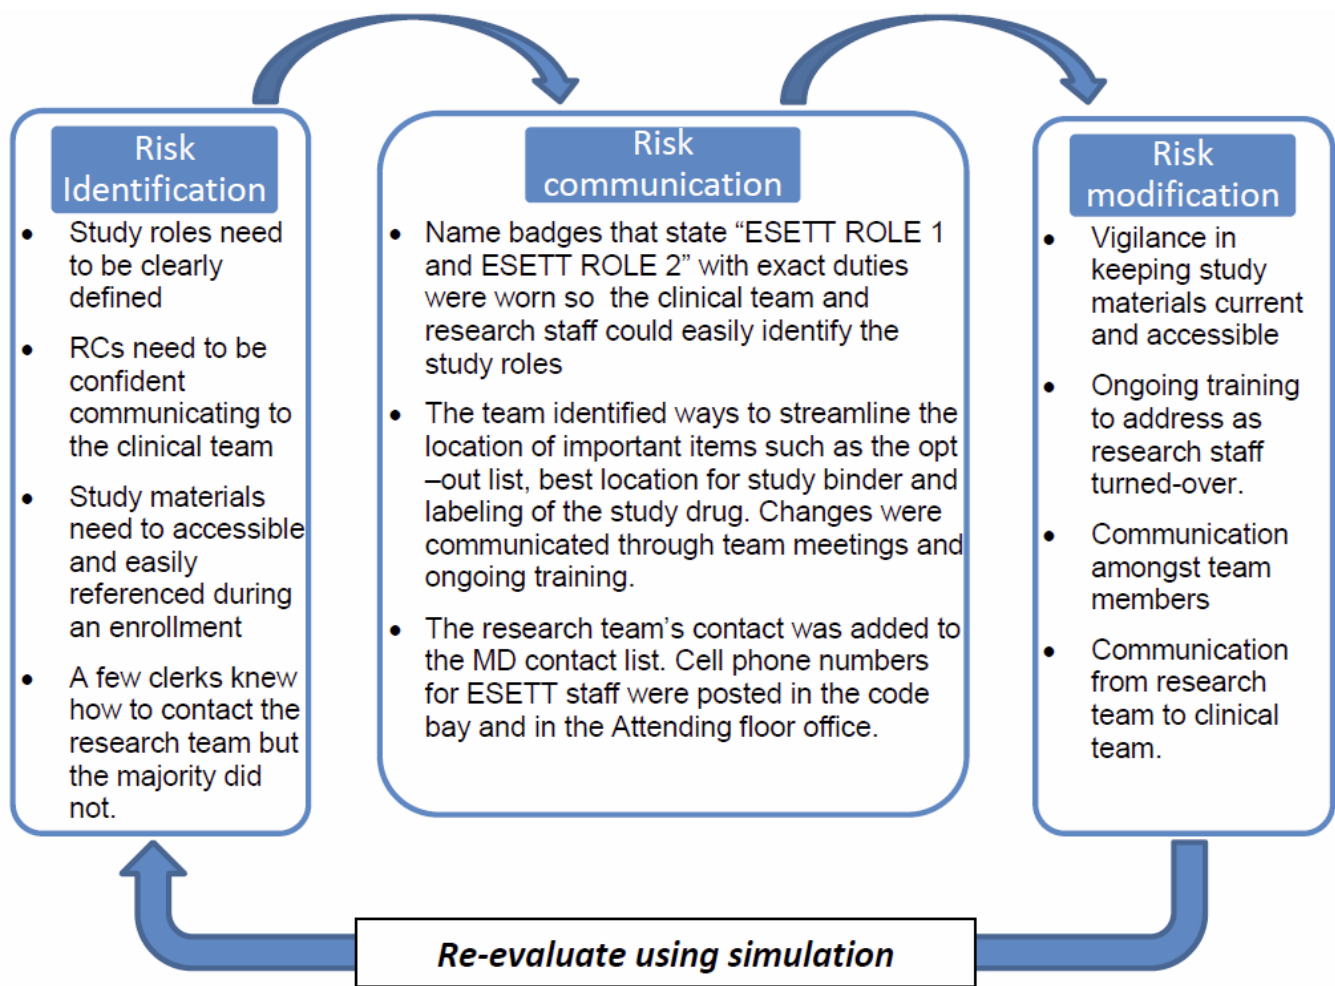 Risk
Identification
• Study roles need
to be clearly
defined
• RCs need to be
confident
communicating to
the clinical team
• Study materials
need to accessible
and easily
referenced during
an enrollment
• A few clerks knew
how to contact the
research team but
the majority did
not.
Risk
communication
• Name badges that state “ESETT ROLE 1
and ESETT ROLE 2” with exact duties
were worn so the clinical team and
research staff could easily identify the
study roles
• The team identified ways to streamline the
location of important items such as the opt
–out list, best location for study binder and
labeling of the study drug. Changes were
communicated through team meetings and
ongoing training.
• The research team’s contact was added to
the MD contact list. Cell phone numbers
for ESETT staff were posted in the code
bay and in the Attending floor office.
Risk
modification
• Vigilance in
keeping study
materials current
and accessible
• Ongoing training
to address as
research staff
turned-over.
• Communication
amongst team
members
• Communication
from research
team to clinical
team.
Re-evaluate using simulation